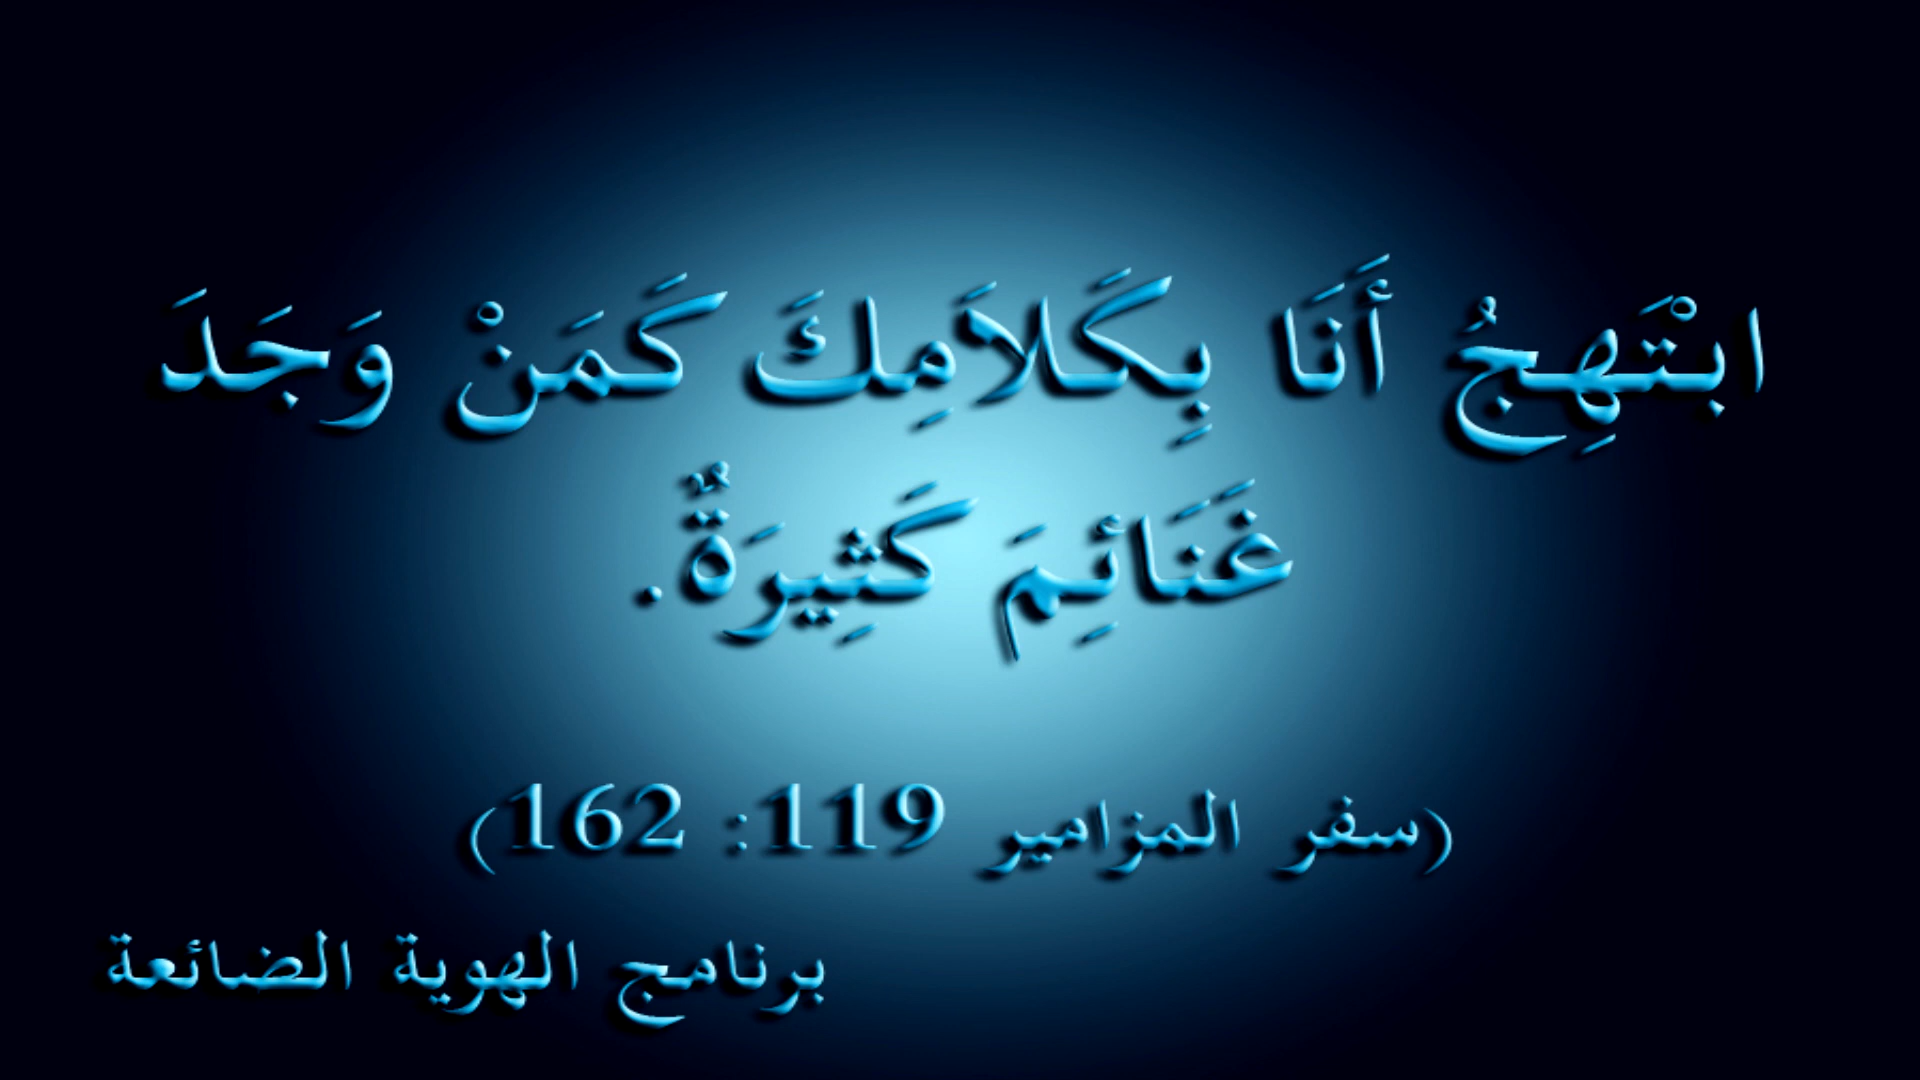 ابْتَهِجُ أَنَا بِكَلاَمِكَ كَمَنْ وَجَدَ
غَنَائِمَ كَثِيرَةٌ.
(سفر المزامير 119: 162)
برنامج الهوية الضائعة